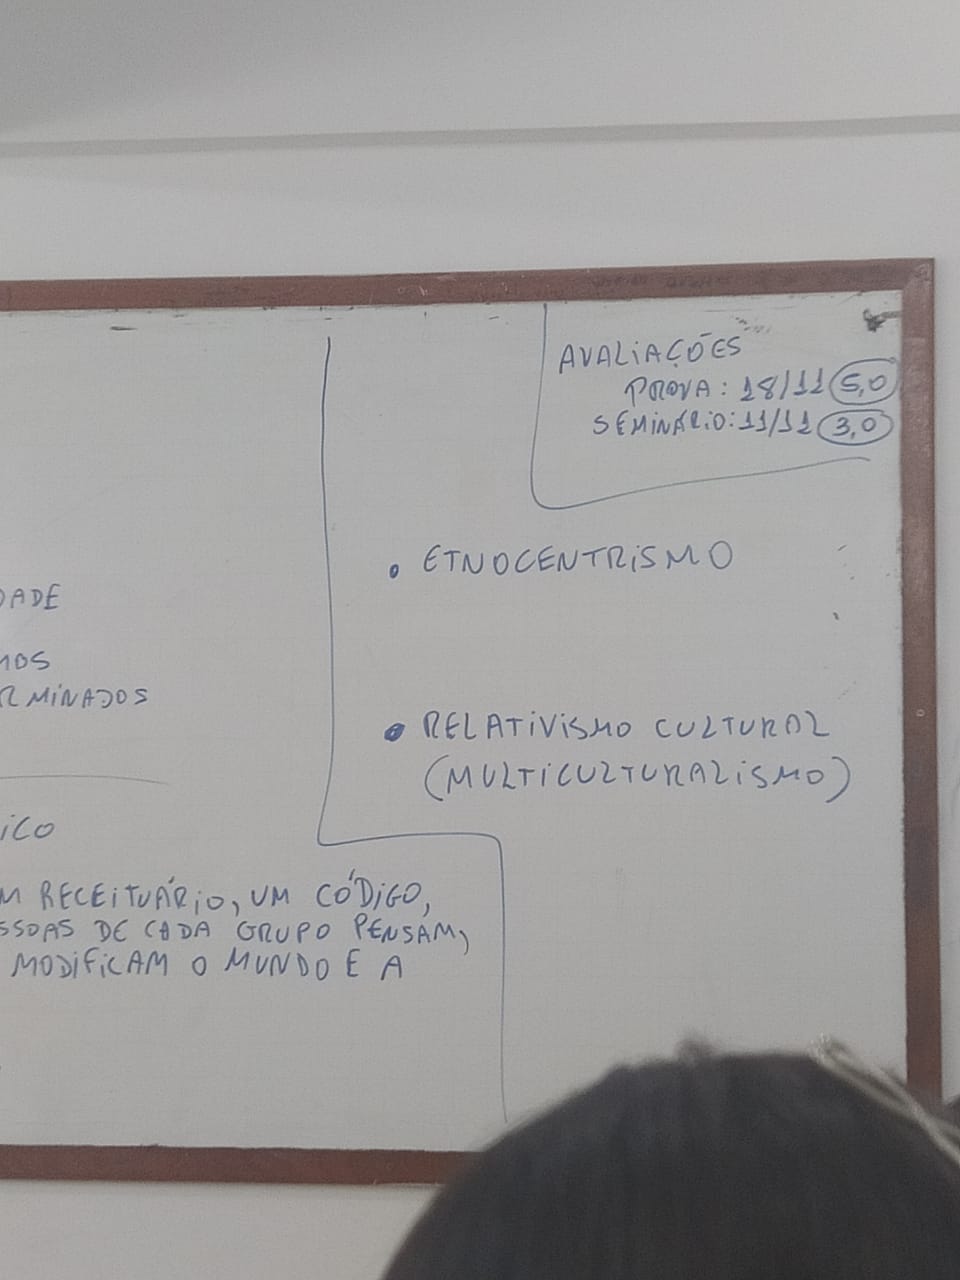 AVALIAÇÕES
PROVA: 18/11 5,0
SEMINÁRIO: 11/11 3,0
• ETNOCENTRISMO
• RELATIVISMO CULTURAL
(MULTICULTURALISMO)
DADE
MOS
RMINADOS
ICO
M RECEITUÁRIO, UM CÓDIGO,
SSOAS DE CADA GRUPO PENSAM,
MODIFICAM O MUNDO E A